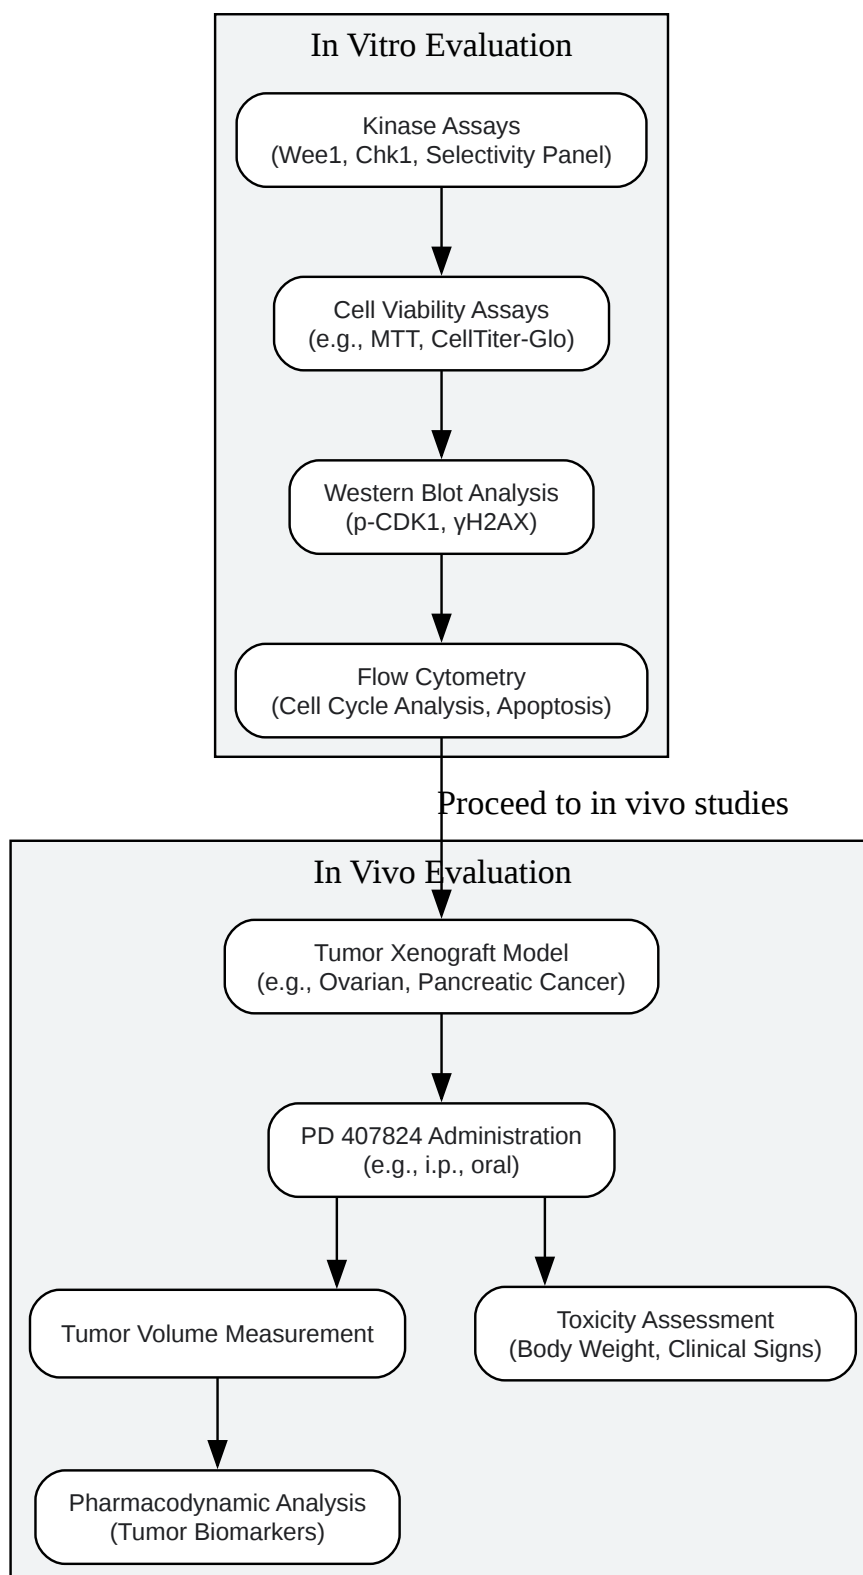 In Vitro Evaluation
Kinase Assays
(Wee1, Chk1, Selectivity Panel)
Cell Viability Assays
(e.g., MTT, CellTiter-Glo)
Western Blot Analysis
(p-CDK1, γH2AX)
Flow Cytometry
(Cell Cycle Analysis, Apoptosis)
Proceed to in vivo studies
In Vivo Evaluation
Tumor Xenograft Model
(e.g., Ovarian, Pancreatic Cancer)
PD 407824 Administration
(e.g., i.p., oral)
Tumor Volume Measurement
Toxicity Assessment
(Body Weight, Clinical Signs)
Pharmacodynamic Analysis
(Tumor Biomarkers)